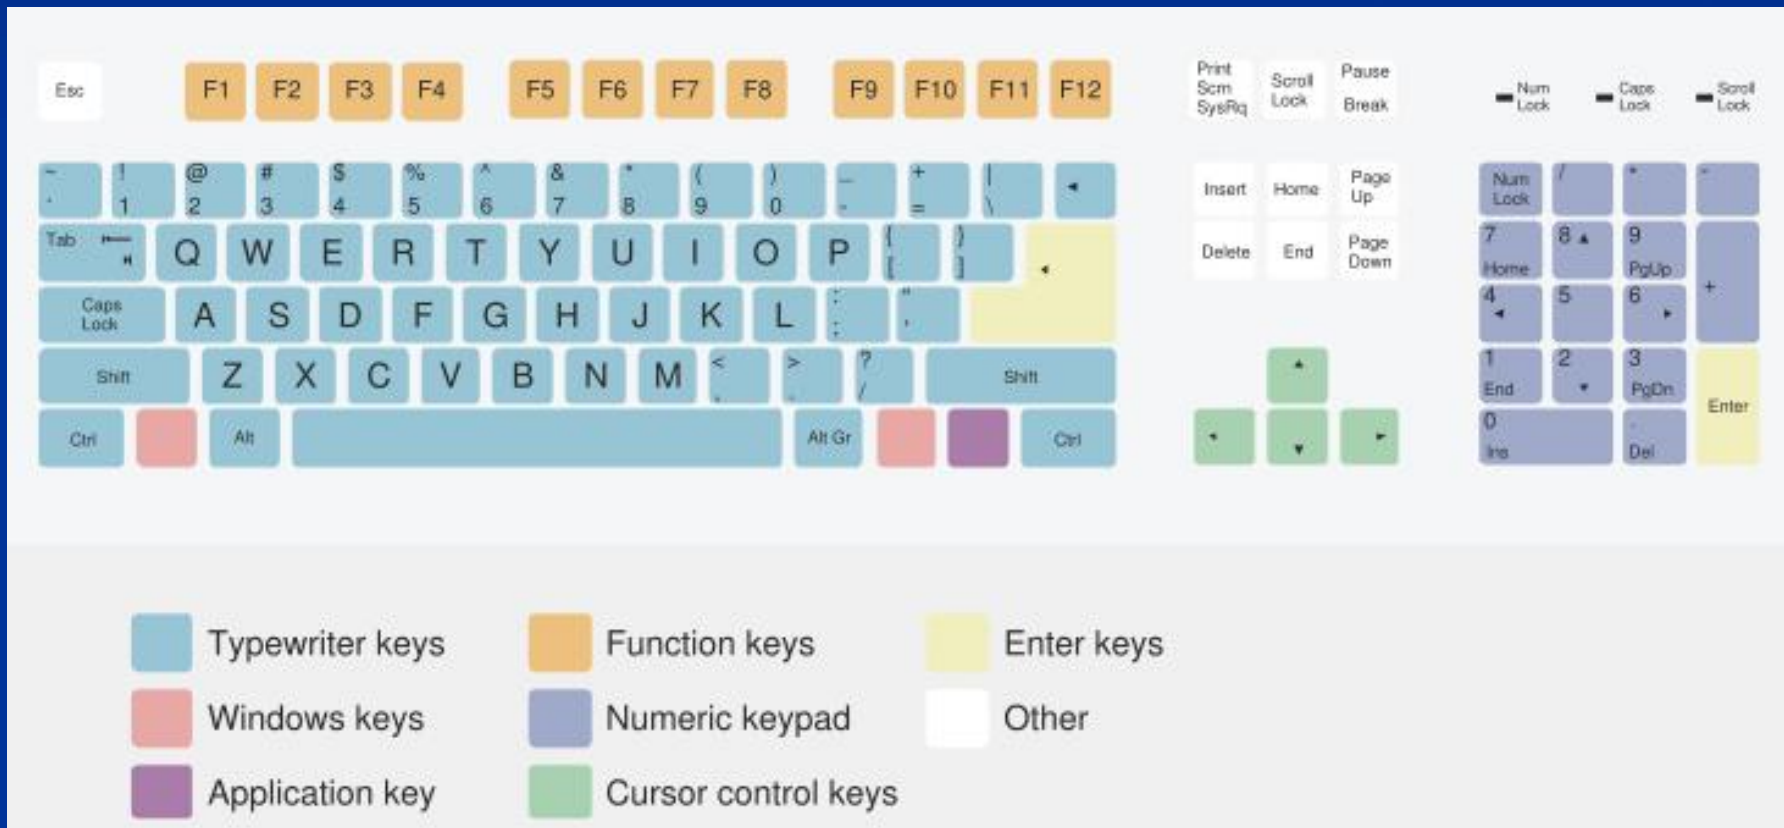 Esc F1 F2 F3 F4 F5 F6 F7 F8 F9 F10 F11 F12
Print
Scrn
SysRq
Scroll
Lock
Pause
Break
Num
Lock
Caps
Lock
Scroll
Lock
~ ! @ # $ % ^ & * ( ) _ + |
1 2 3 4 5 6 7 8 9 0 - = \
Insert Home
Page
Up
Num
Lock
/ * -
Tab Q W E R T Y U I O P { }
[ ]
Delete End
Page
Down
7 8 9
Home PgUp
+
Caps
Lock
A S D F G H J K L : "
; '
4 5 6
Shift Z X C V B N M < > ?
, . /
Shift
1 2 3
End PgDn
Enter
Ctrl Alt Alt Gr Ctrl
0 .
Ins Del
Typewriter keys Function keys Enter keys
Windows keys Numeric keypad Other
Application key Cursor control keys